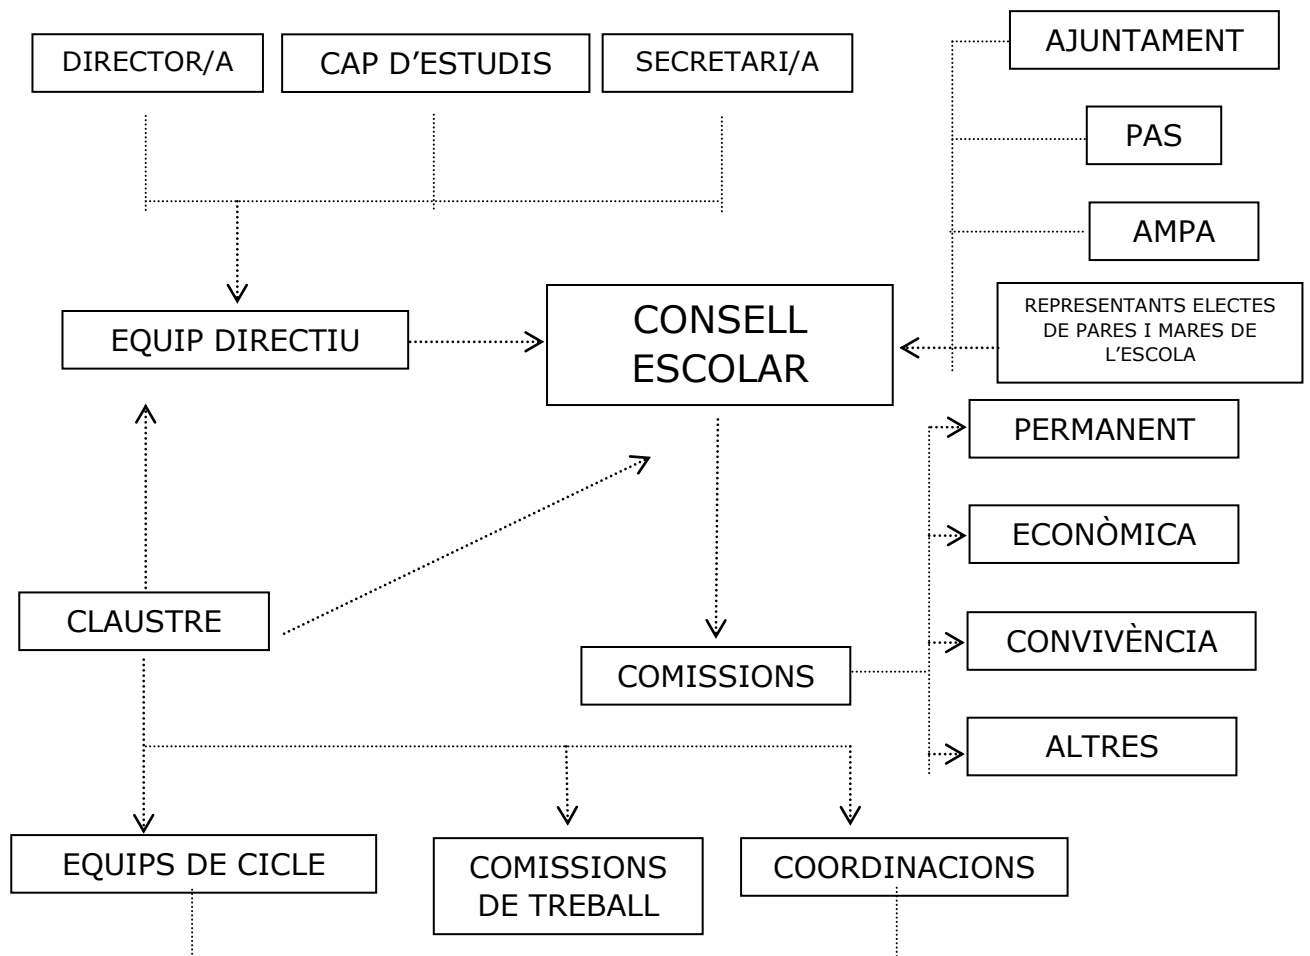 DIRECTOR/A
CAP D’ESTUDIS
SECRETARI/A
AJUNTAMENT
PAS
AMPA
REPRESENTANTS ELECTES
DE PARES I MARES DE
L’ESCOLA
EQUIP DIRECTIU
CONSELL
ESCOLAR
PERMANENT
ECONÒMICA
CONVIVÈNCIA
ALTRES
CLAUSTRE
COMISSIONS
EQUIPS DE CICLE
COMISSIONS
DE TREBALL
COORDINACIONS